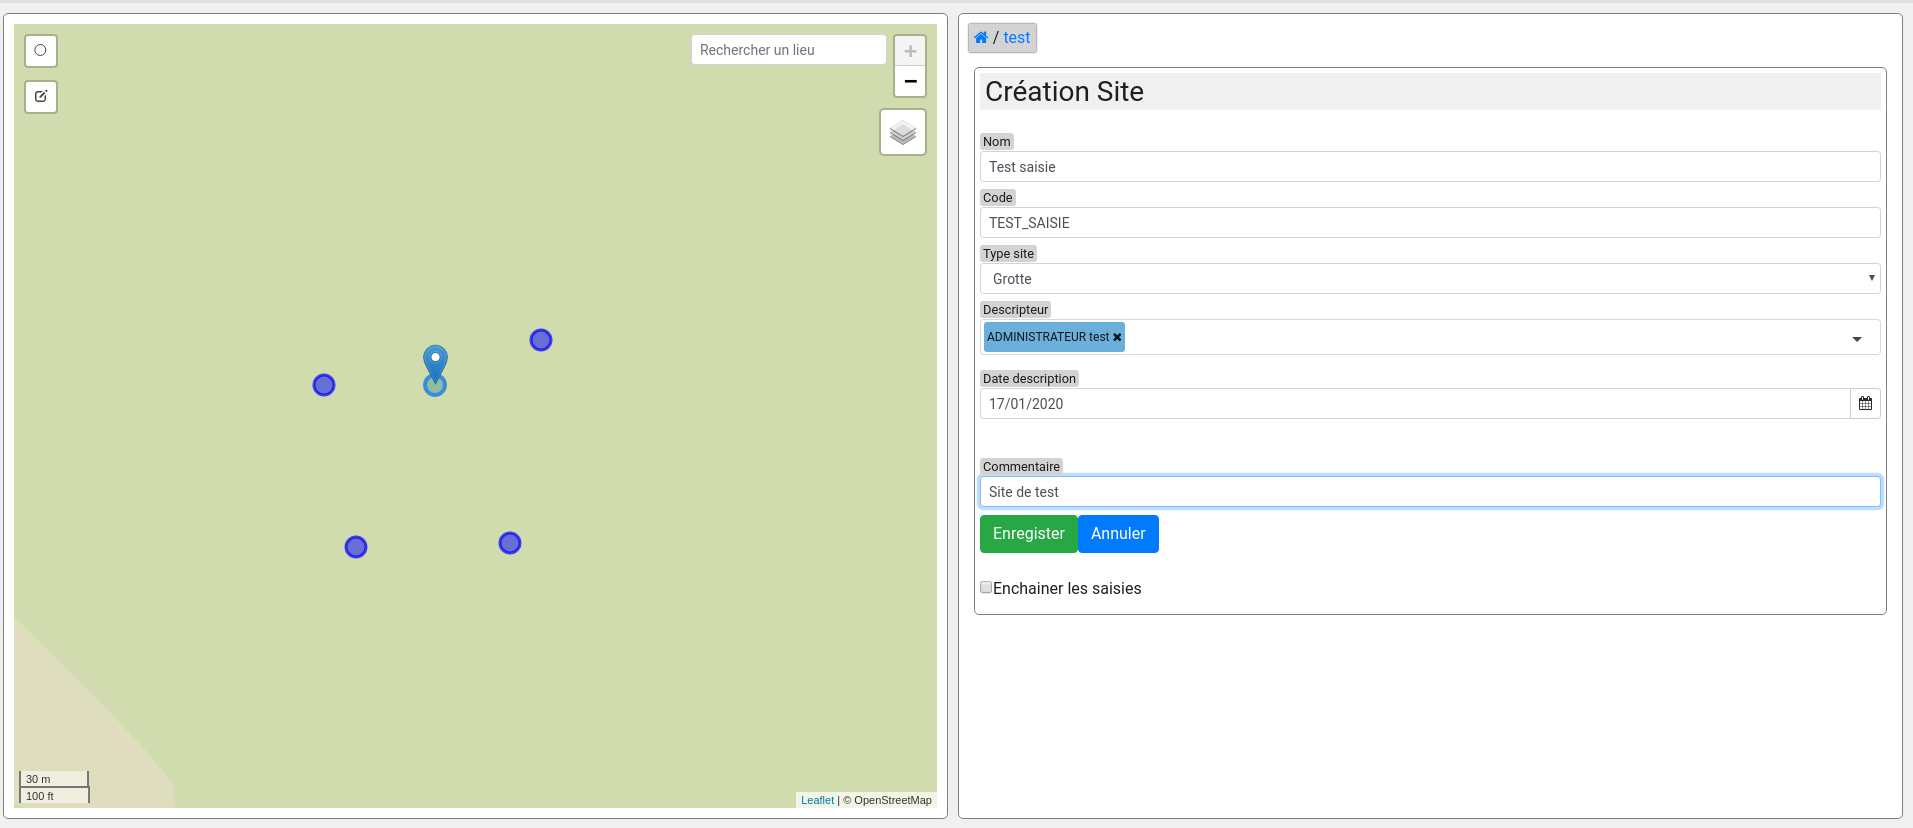 Rechercher un lieu
+
−
30 m
100 ft
Leaflet | © OpenStreetMap
/ test
Création Site
Nom
Test saisie
Code
TEST_SAISIE
Type site
Grotte
Descripteur
ADMINISTRATEUR test ✖
Date description
17/01/2020
Commentaire
Site de test
Enregister Annuler
Enchainer les saisies